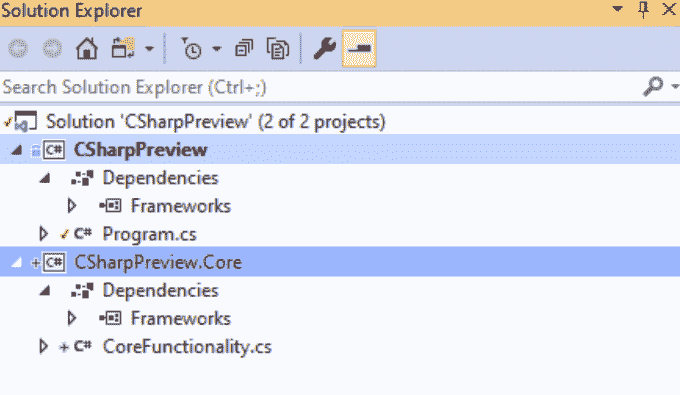 Solution Explorer
Search Solution Explorer (Ctrl+;)
Solution 'CSharpPreview' (2 of 2 projects)
C# CSharpPreview
Dependencies
Frameworks
C# Program.cs
C# CSharpPreview.Core
Dependencies
Frameworks
C# CoreFunctionality.cs